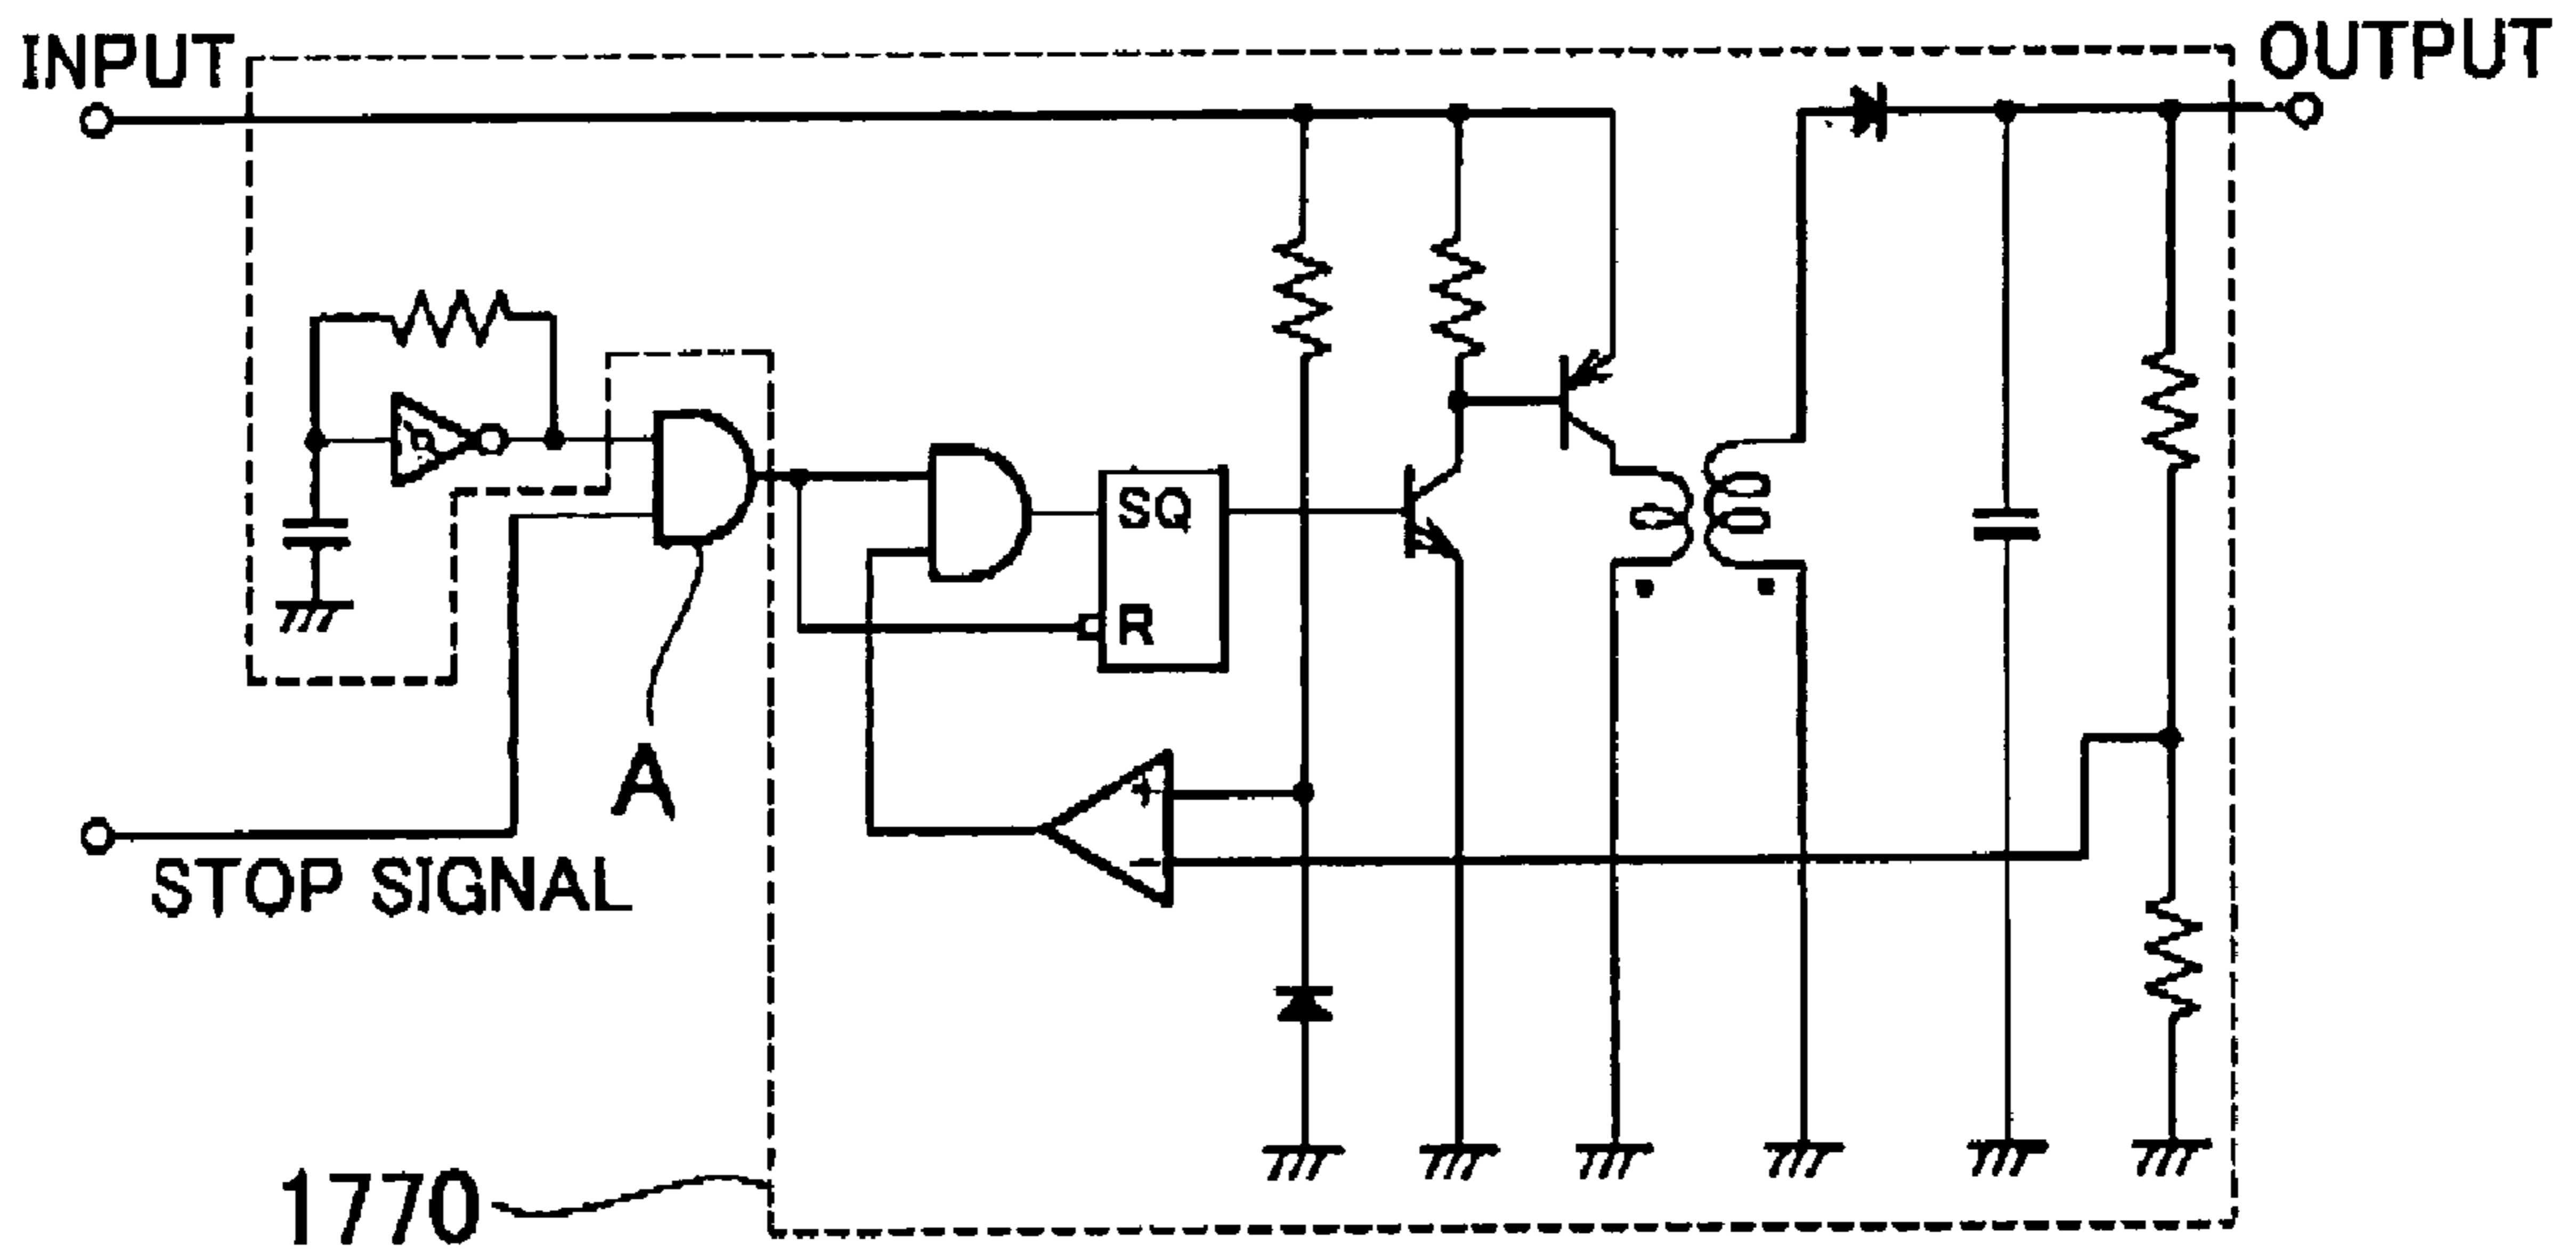 INPUT
OUTPUT
SQ
R
A
+
−
STOP SIGNAL
1770